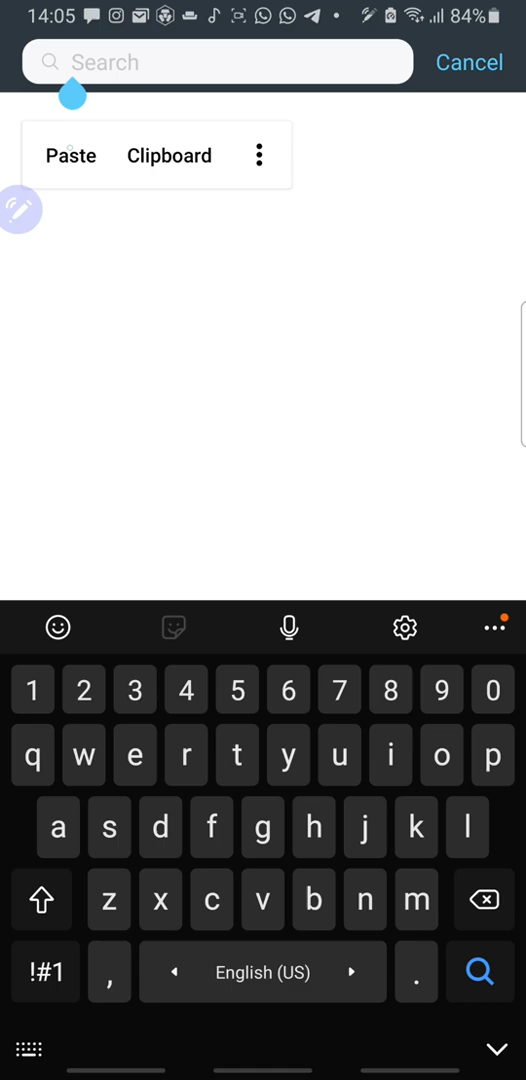 14:05 84%
Search Cancel
Paste Clipboard
1 2 3 4 5 6 7 8 9 0
q w e r t y u i o p
a s d f g h j k l
z x c v b n m
!#1 , English (US) .